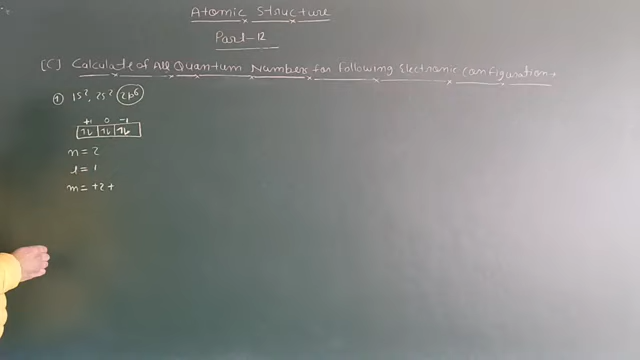 Atomic Structure
Part-12
[C] Calculate of All Quantum Numbers for Following Electronic Configuration
1s², 2s² 2p⁶
+1 0 -1
↑↓ ↑↓ ↑↓
n = 2
l = 1
m = +2 +